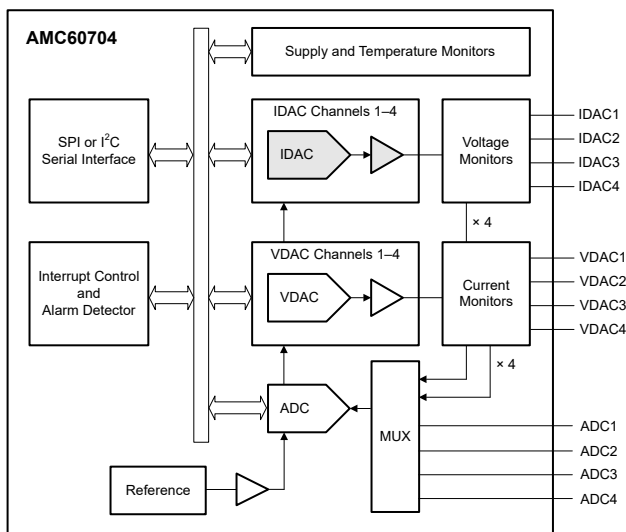 AMC60704
Supply and Temperature Monitors
SPI or I²C
Serial Interface
IDAC Channels 1–4
IDAC
Voltage
Monitors
IDAC1
IDAC2
IDAC3
IDAC4
× 4
Interrupt Control
and
Alarm Detector
VDAC Channels 1–4
VDAC
Current
Monitors
VDAC1
VDAC2
VDAC3
VDAC4
× 4
ADC
MUX
ADC1
ADC2
ADC3
ADC4
Reference